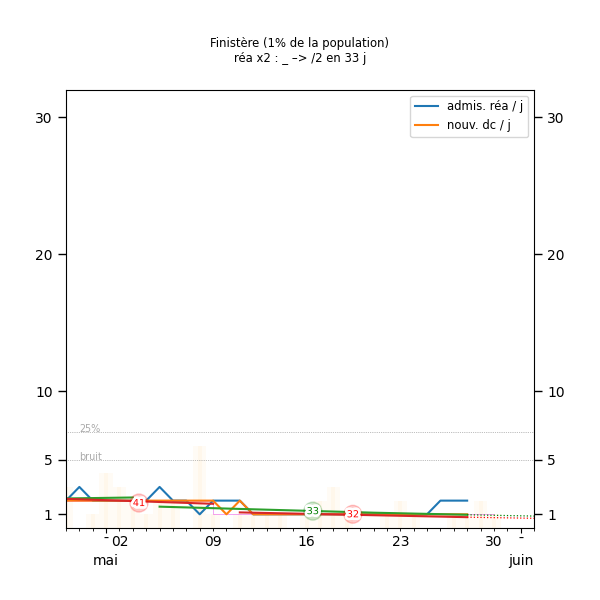 Finistère (1% de la population)
réa x2 : _ –> /2 en 33 j
admis. réa / j
nouv. dc / j
30
30
20
20
10
10
25%
bruit
5
5
41
33
32
1
1
02
09
16
23
30
mai
juin